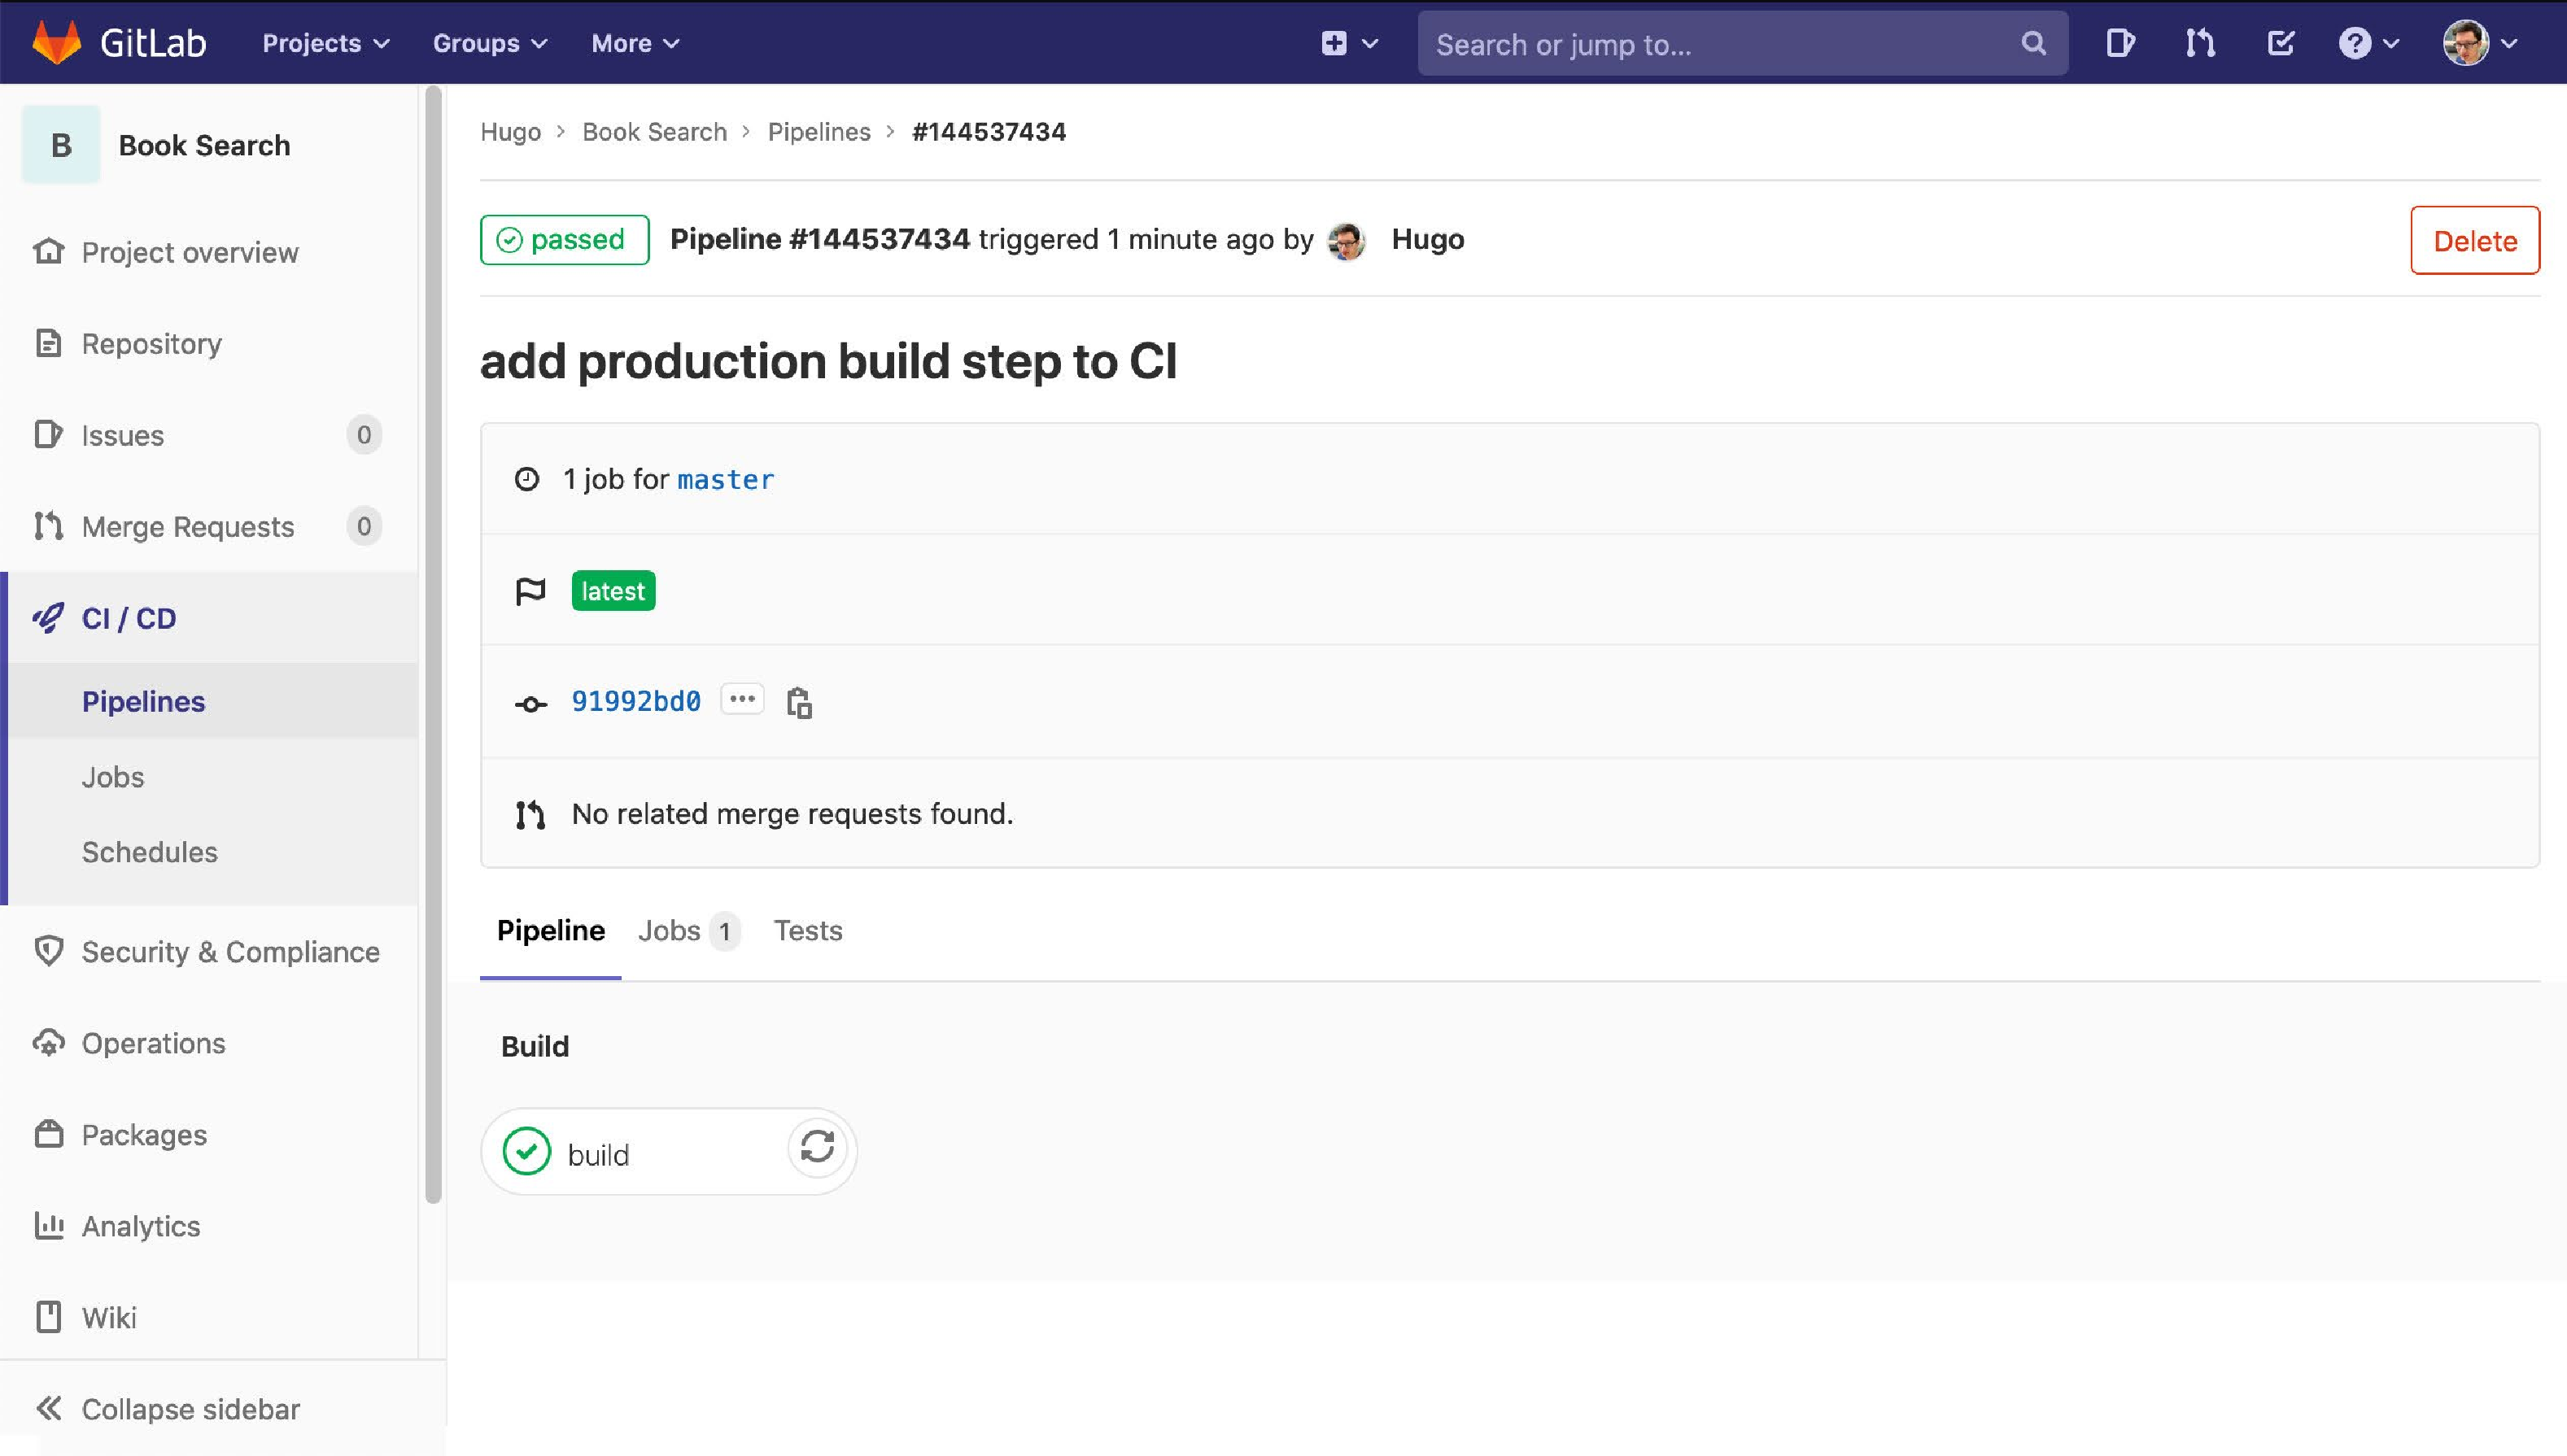 GitLab Projects Groups More Search or jump to...
B Book Search
Project overview
Repository
Issues 0
Merge Requests 0
CI / CD
Pipelines
Jobs
Schedules
Security & Compliance
Operations
Packages
Analytics
Wiki
Collapse sidebar
Hugo > Book Search > Pipelines > #144537434
passed Pipeline #144537434 triggered 1 minute ago by Hugo Delete
add production build step to CI
1 job for master
latest
91992bd0 ...
No related merge requests found.
Pipeline Jobs 1 Tests
Build
build